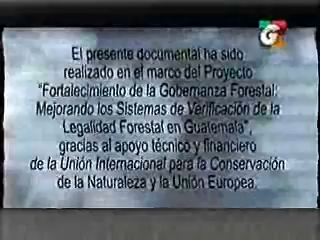 G
El presente documental ha sido
realizado en el marco del Proyecto
"Fortalecimiento de la Gobernanza Forestal:
Mejorando los Sistemas de Verificación de la
Legalidad Forestal en Guatemala",
gracias al apoyo técnico y financiero
de la Unión Internacional para la Conservación
de la Naturaleza y la Unión Europea.